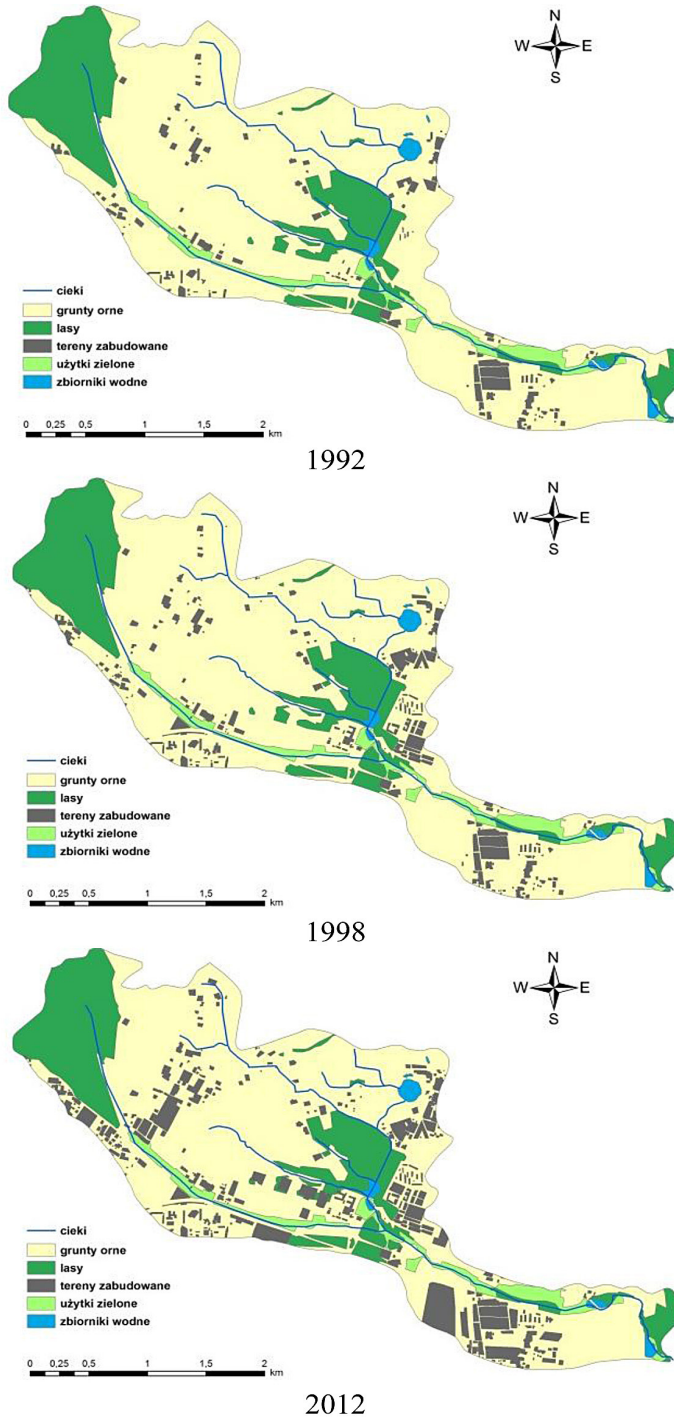 N
W E
S
cieki
grunty orne
lasy
tereny zabudowane
użytki zielone
zbiorniki wodne
0 0,25 0,5 1 1,5 2
km
1992
N
W E
S
cieki
grunty orne
lasy
tereny zabudowane
użytki zielone
zbiorniki wodne
0 0,25 0,5 1 1,5 2
km
1998
N
W E
S
cieki
grunty orne
lasy
tereny zabudowane
użytki zielone
zbiorniki wodne
0 0,25 0,5 1 1,5 2
km
2012